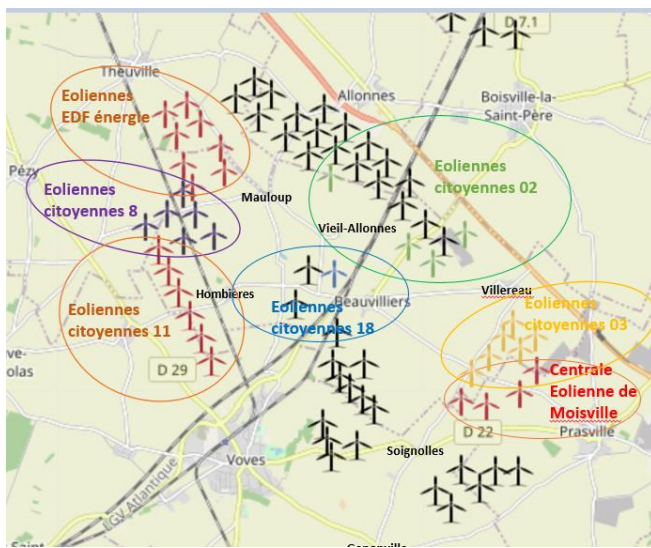 D 7.1
Theuville
Allonnes
Boisville-la-
Saint-Père
Eoliennes
EDF énergie
Pézy
Eoliennes
citoyennes 8
Mauloup
Eoliennes
citoyennes 02
Vieil-Allonnes
Hombières
Villereau
Eoliennes
citoyennes 11
Beauvilliers
Eoliennes
citoyennes 18
Eoliennes
citoyennes 03
D 29
Centrale
Eolienne de
Moisville
D 22
Prasville
Soignolles
Voves
LGV Atlantique